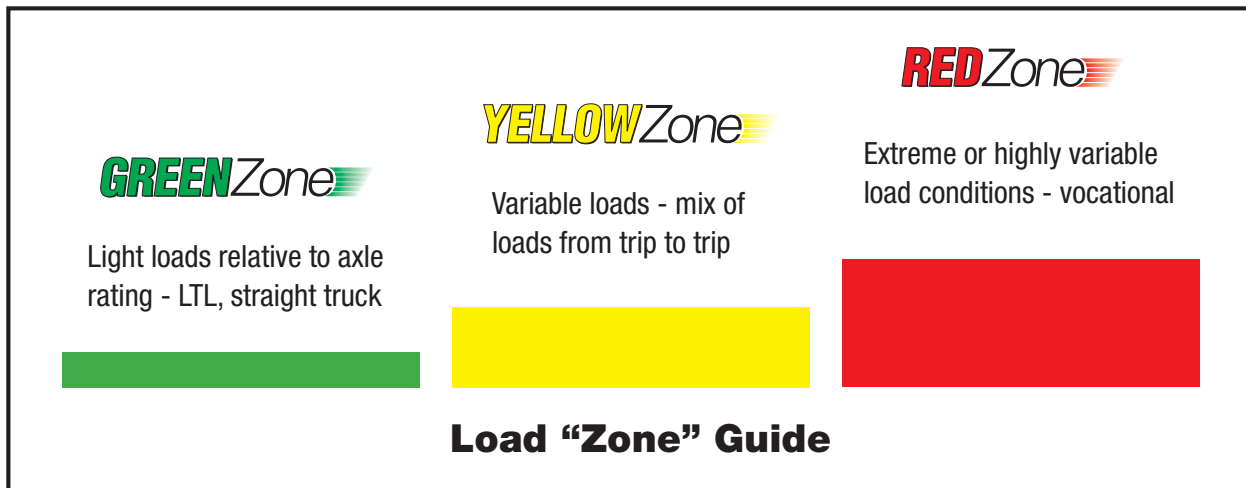 GREENZone
Light loads relative to axle
rating - LTL, straight truck
YELLOWZone
Variable loads - mix of
loads from trip to trip
REDZone
Extreme or highly variable
load conditions - vocational
Load “Zone” Guide